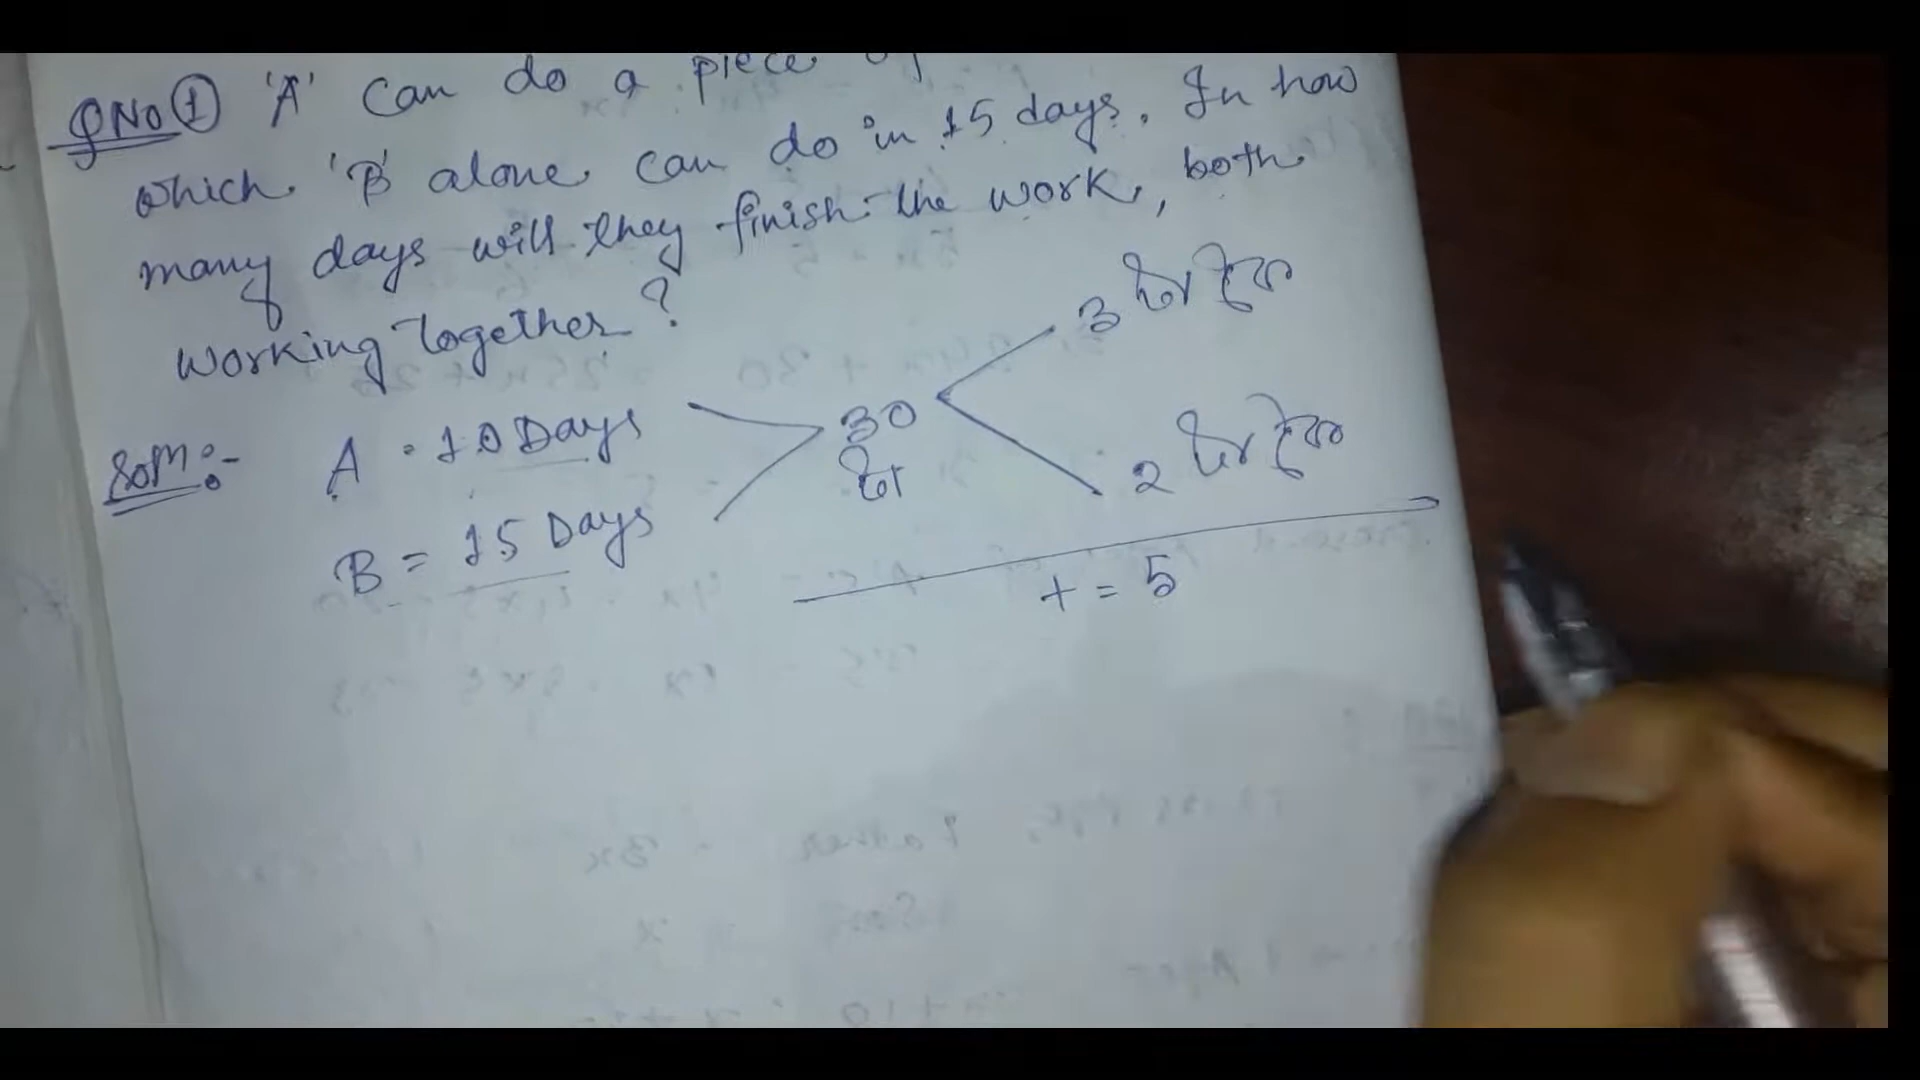 QNo ① 'A' Can do a piece
which 'B' alone can do in 15 days. In how
many days will they finish the work, both
working together?
Soln:- A = 10 Days
B = 15 Days
30
3
2
+ = 5